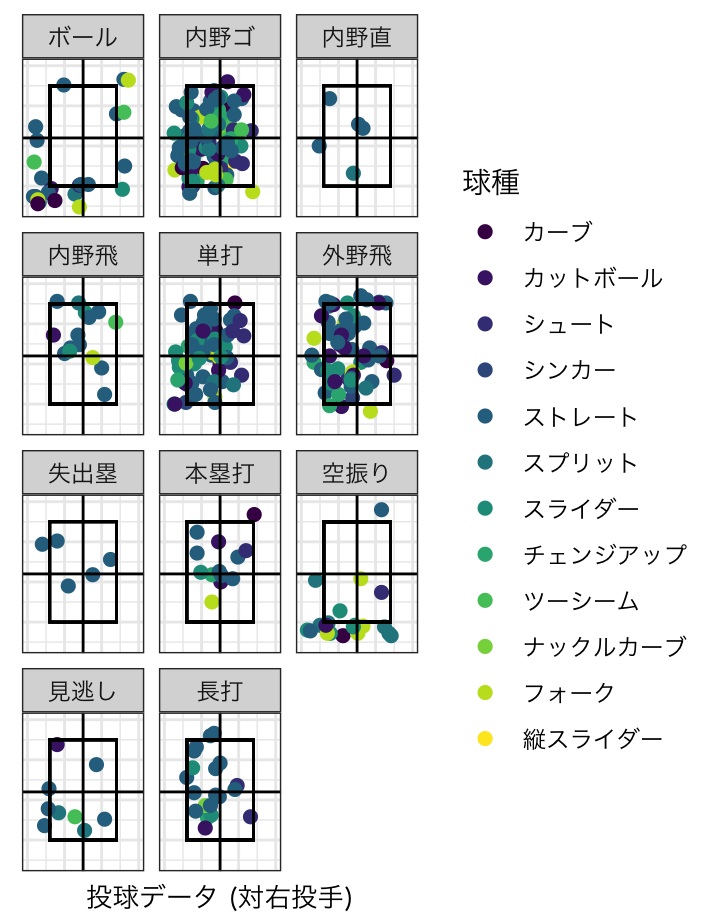 ボール
内野ゴ
内野直
内野飛
単打
外野飛
失出塁
本塁打
空振り
見逃し
長打
球種
カーブ
カットボール
シュート
シンカー
ストレート
スプリット
スライダー
チェンジアップ
ツーシーム
ナックルカーブ
フォーク
縦スライダー
投球データ (対右投手)